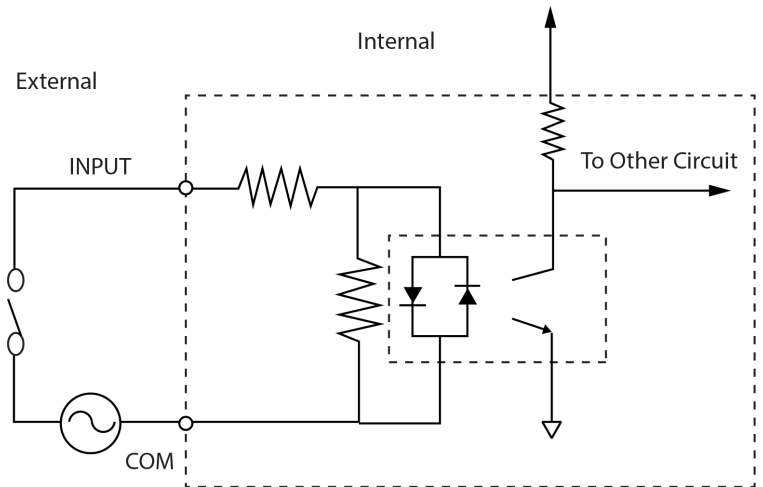 Internal
External
INPUT
To Other Circuit
COM